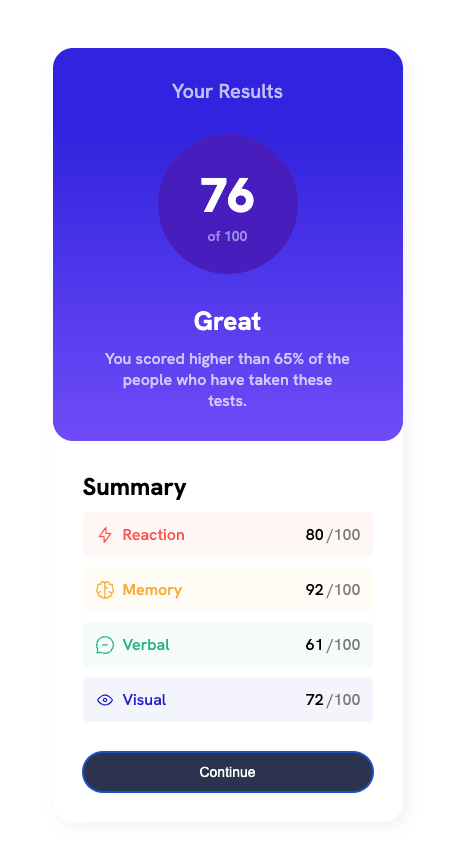 Your Results
76
of 100
Great
You scored higher than 65% of the
people who have taken these
tests.
Summary
Reaction 80 /100
Memory 92 /100
Verbal 61 /100
Visual 72 /100
Continue